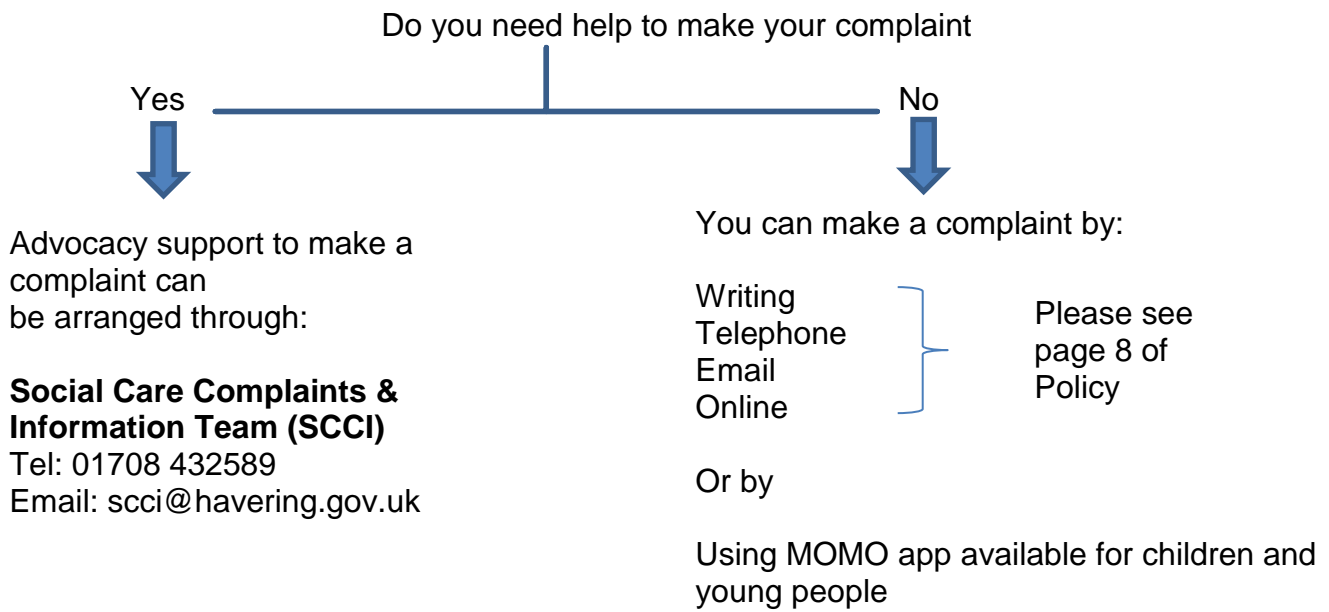 Do you need help to make your complaint
Yes
No
Advocacy support to make a
complaint can
be arranged through:
Social Care Complaints &
Information Team (SCCI)
Tel: 01708 432589
Email: scci@havering.gov.uk
You can make a complaint by:
Writing
Telephone
Email
Online
Please see
page 8 of
Policy
Or by
Using MOMO app available for children and
young people